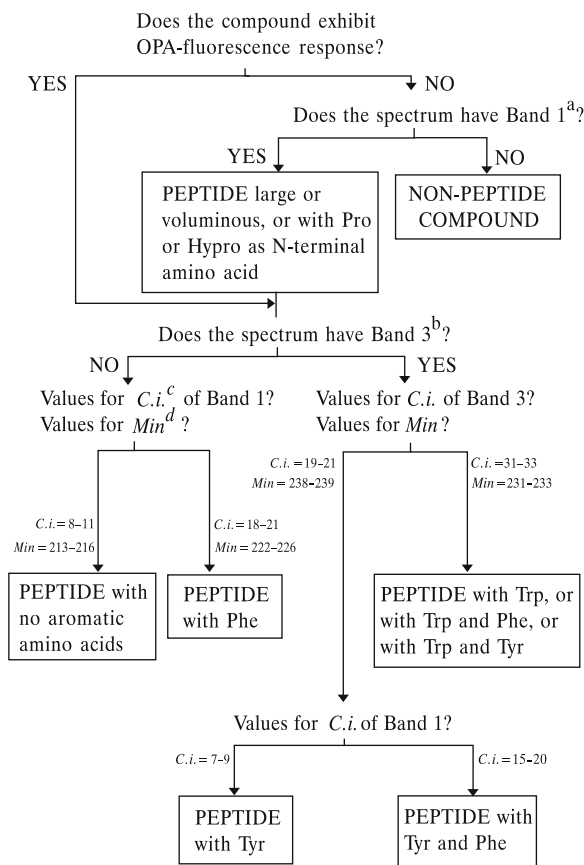 Does the compound exhibit
OPA-fluorescence response?
YES
NO
Does the spectrum have Band 1a?
YES
NO
PEPTIDE large or
voluminous, or with Pro
or Hypro as N-terminal
amino acid
NON-PEPTIDE
COMPOUND
Does the spectrum have Band 3b?
NO
YES
Values for C.i.c of Band 1?
Values for Mind ?
Values for C.i. of Band 3?
Values for Min?
C.i.=19-21
Min=238-239
C.i.=31-33
Min=231-233
C.i.=8-11
Min=213-216
C.i.=18-21
Min=222-226
PEPTIDE with
no aromatic
amino acids
PEPTIDE
with Phe
PEPTIDE with Trp, or
with Trp and Phe, or
with Trp and Tyr
Values for C.i. of Band 1?
C.i.=7-9
C.i.=15-20
PEPTIDE
with Tyr
PEPTIDE with
Tyr and Phe